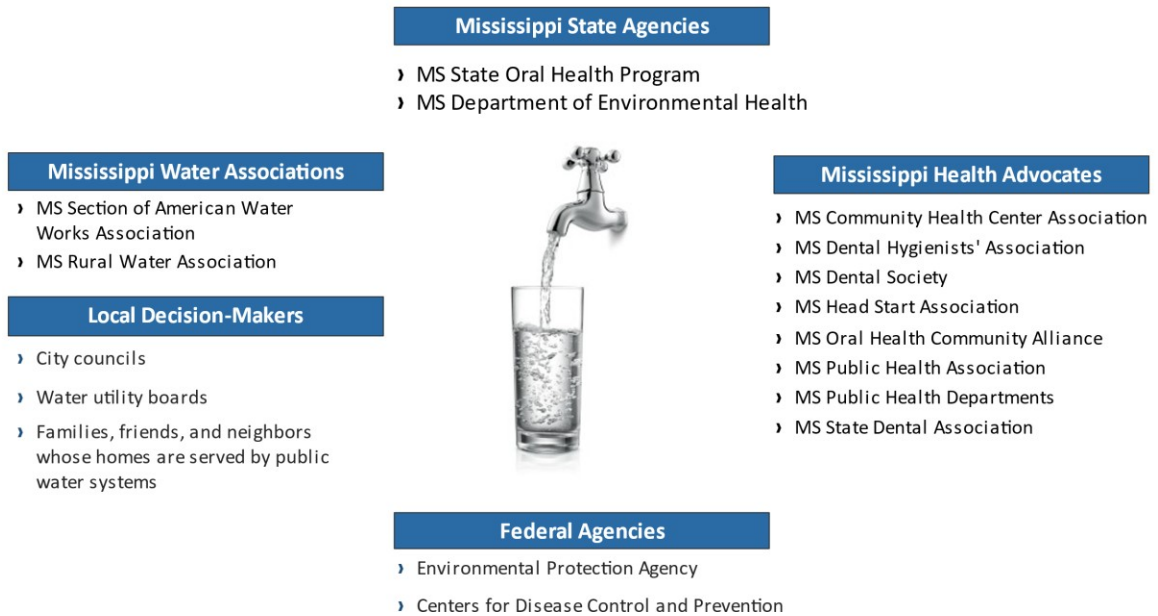 Mississippi State Agencies
› MS State Oral Health Program
› MS Department of Environmental Health
Mississippi Water Associations
› MS Section of American Water
Works Association
› MS Rural Water Association
Local Decision-Makers
› City councils
› Water utility boards
› Families, friends, and neighbors
whose homes are served by public
water systems
Mississippi Health Advocates
› MS Community Health Center Association
› MS Dental Hygienists' Association
› MS Dental Society
› MS Head Start Association
› MS Oral Health Community Alliance
› MS Public Health Association
› MS Public Health Departments
› MS State Dental Association
Federal Agencies
› Environmental Protection Agency
› Centers for Disease Control and Prevention